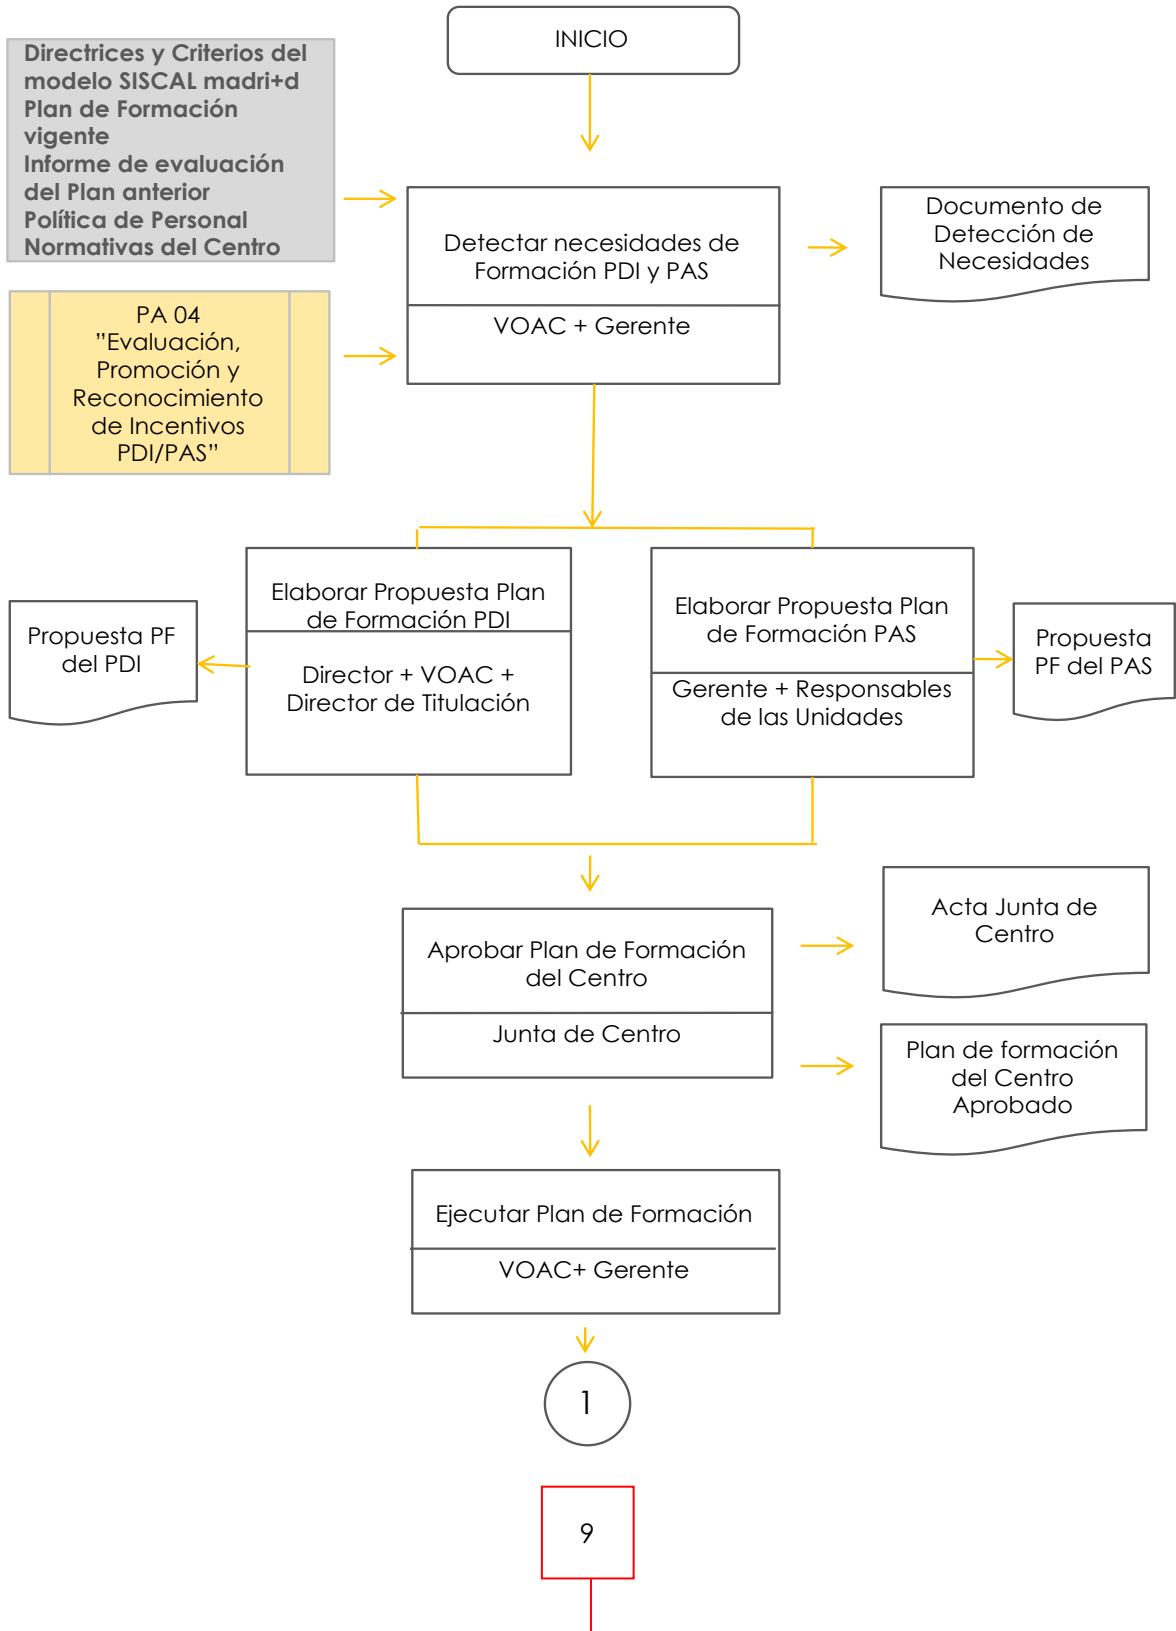 INICIO
Directrices y Criterios del
modelo SISCAL madri+d
Plan de Formación
vigente
Informe de evaluación
del Plan anterior
Política de Personal
Normativas del Centro
Detectar necesidades de
Formación PDI y PAS
VOAC + Gerente
Documento de
Detección de
Necesidades
PA 04
”Evaluación,
Promoción y
Reconocimiento
de Incentivos
PDI/PAS”
Elaborar Propuesta Plan
de Formación PDI
Director + VOAC +
Director de Titulación
Propuesta PF
del PDI
Elaborar Propuesta Plan
de Formación PAS
Gerente + Responsables
de las Unidades
Propuesta
PF del PAS
Aprobar Plan de Formación
del Centro
Junta de Centro
Acta Junta de
Centro
Plan de formación
del Centro
Aprobado
Ejecutar Plan de Formación
VOAC+ Gerente
1
9